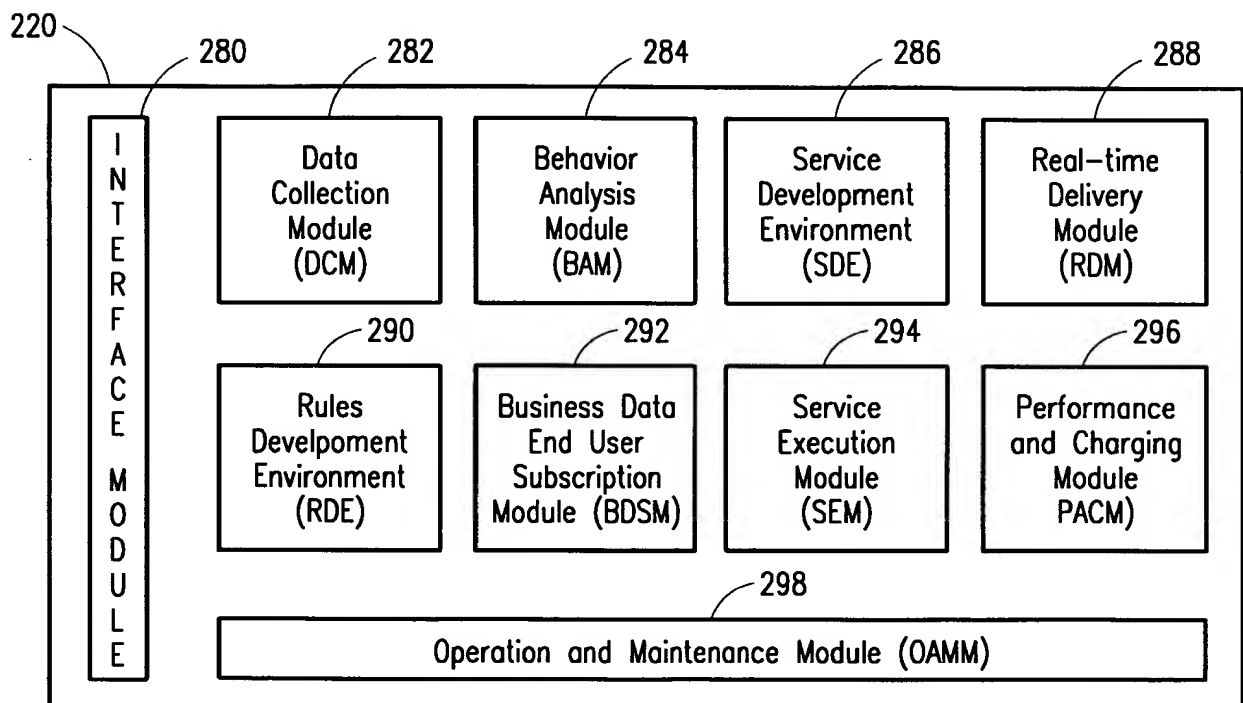 220
280
282
284
286
288
INTERFACE MODULE
Data
Collection
Module
(DCM)
Behavior
Analysis
Module
(BAM)
Service
Development
Environment
(SDE)
Real-time
Delivery
Module
(RDM)
290
292
294
296
Rules
Develpoment
Environment
(RDE)
Business Data
End User
Subscription
Module (BDSM)
Service
Execution
Module
(SEM)
Performance
and Charging
Module
PACM)
298
Operation and Maintenance Module (OAMM)